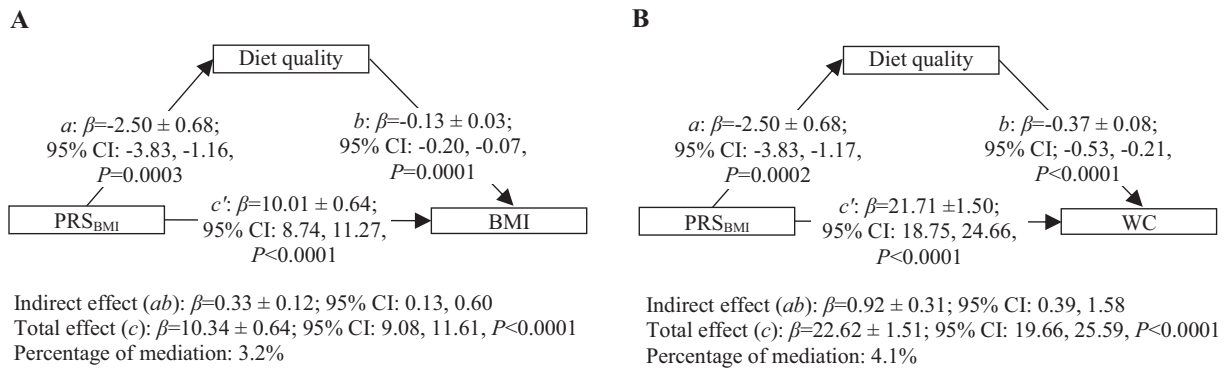 A
Diet quality
a: β=-2.50 ± 0.68;
95% CI: -3.83, -1.16,
P=0.0003
b: β=-0.13 ± 0.03;
95% CI: -0.20, -0.07,
P=0.0001
PRSBMI
c': β=10.01 ± 0.64;
95% CI: 8.74, 11.27,
P<0.0001
BMI
Indirect effect (ab): β=0.33 ± 0.12; 95% CI: 0.13, 0.60
Total effect (c): β=10.34 ± 0.64; 95% CI: 9.08, 11.61, P<0.0001
Percentage of mediation: 3.2%
B
Diet quality
a: β=-2.50 ± 0.68;
95% CI: -3.83, -1.17,
P=0.0002
b: β=-0.37 ± 0.08;
95% CI; -0.53, -0.21,
P<0.0001
PRSBMI
c': β=21.71 ±1.50;
95% CI: 18.75, 24.66,
P<0.0001
WC
Indirect effect (ab): β=0.92 ± 0.31; 95% CI: 0.39, 1.58
Total effect (c): β=22.62 ± 1.51; 95% CI: 19.66, 25.59, P<0.0001
Percentage of mediation: 4.1%